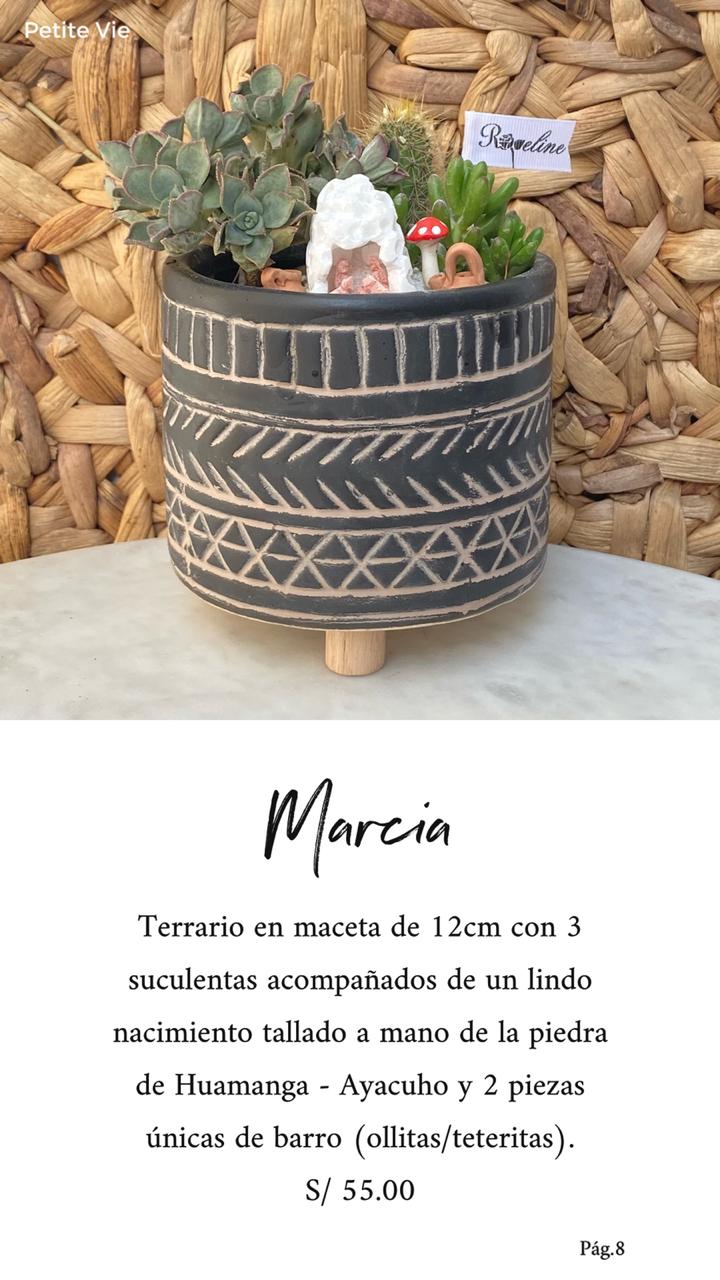 Petite Vie
Raqueline
Marcia
Terrario en maceta de 12cm con 3
suculentas acompañados de un lindo
nacimiento tallado a mano de la piedra
de Huamanga - Ayacuho y 2 piezas
únicas de barro (ollitas/teteritas).
S/ 55.00
Pág.8